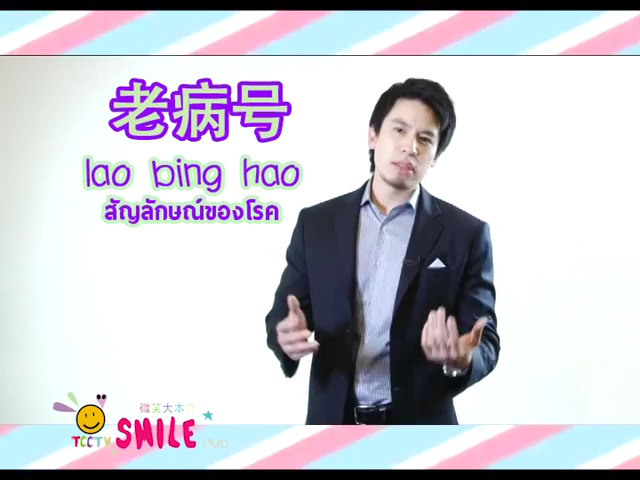 老病号
lao bing hao
สัญลักษณ์ของโรค
微笑大本
TCCTV
SMILE
club